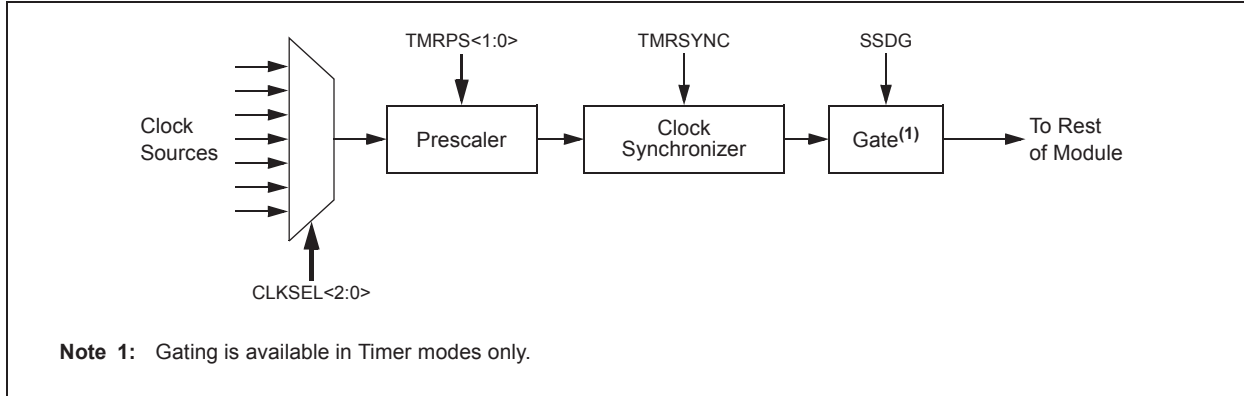 TMRPS<1:0>
TMRSYNC
SSDG
Clock
Sources
Prescaler
Clock
Synchronizer
Gate(1)
To Rest
of Module
CLKSEL<2:0>
Note 1: Gating is available in Timer modes only.